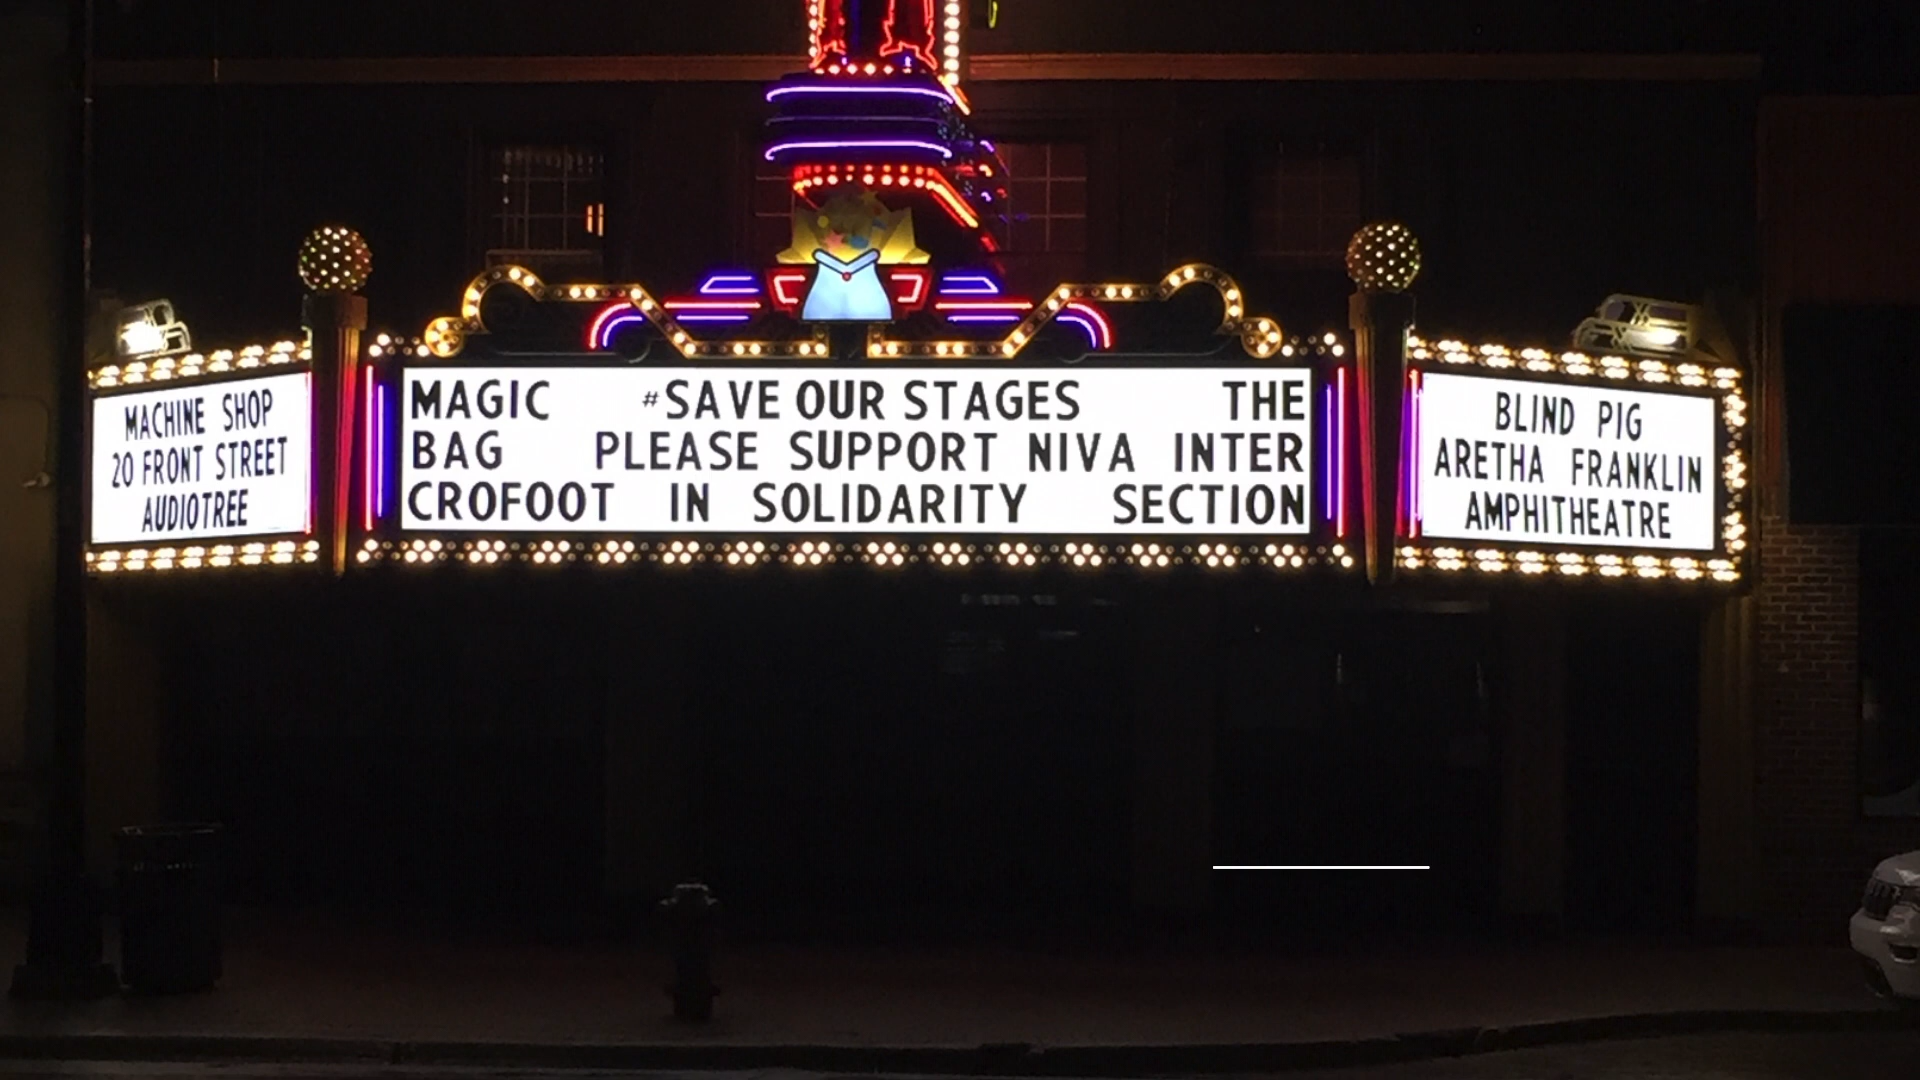 MACHINE SHOP
20 FRONT STREET
AUDIOTREE
MAGIC #SAVE OUR STAGES THE
BAG PLEASE SUPPORT NIVA INTER
CROFOOT IN SOLIDARITY SECTION
BLIND PIG
ARETHA FRANKLIN
AMPHITHEATRE